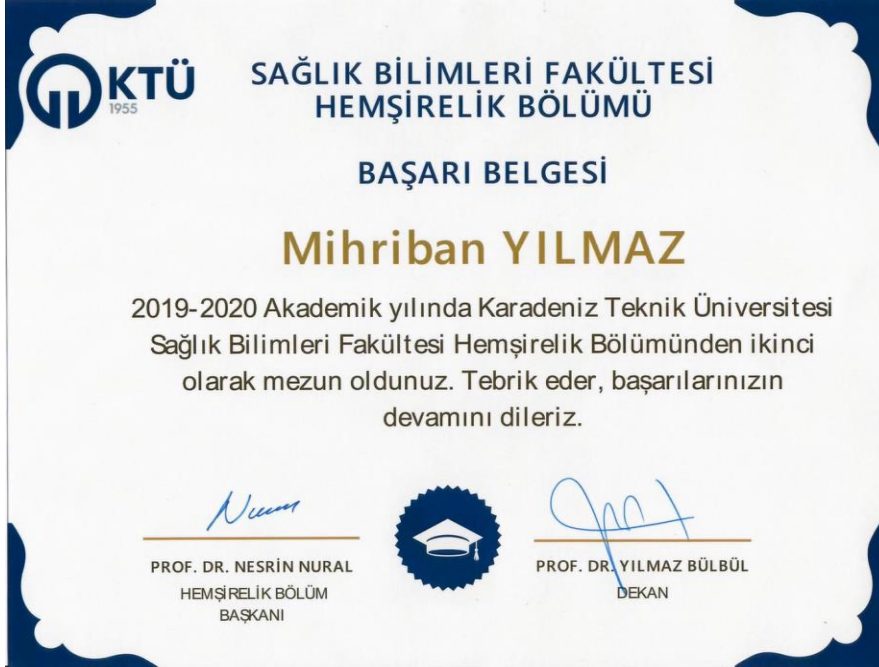 KTÜ
1955
SAĞLIK BİLİMLERİ FAKÜLTESİ
HEMŞİRELİK BÖLÜMÜ
BAŞARI BELGESİ
Mihriban YILMAZ
2019-2020 Akademik yılında Karadeniz Teknik Üniversitesi
Sağlık Bilimleri Fakültesi Hemşirelik Bölümünden ikinci
olarak mezun oldunuz. Tebrik eder, başarılarınızın
devamını dileriz.
PROF. DR. NESRİN NURAL
HEMŞİRELİK BÖLÜM
BAŞKANI
PROF. DR. YILMAZ BÜLBÜL
DEKAN